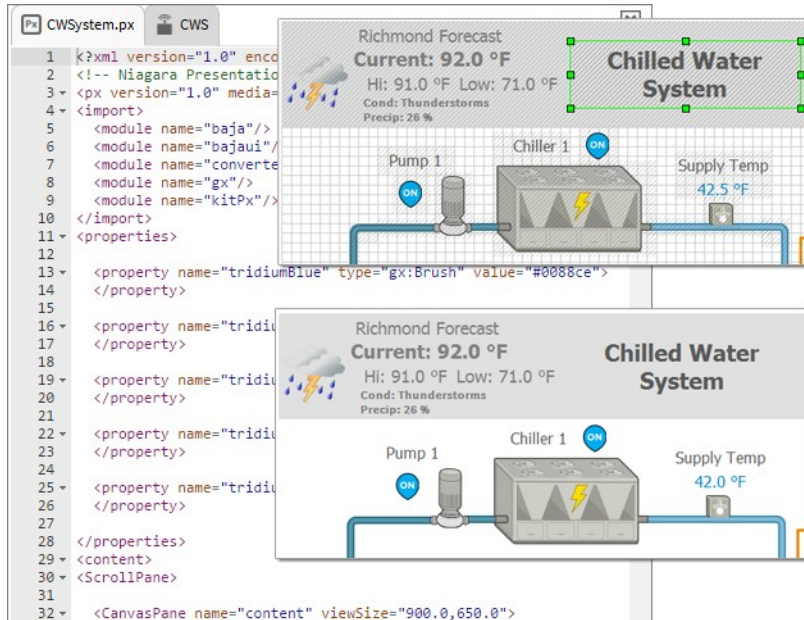 CWSystem.px
CWS
1 <?xml version="1.0" enco
2 <!-- Niagara Presentatio
3 <px version="1.0" media=
4 <import>
5 <module name="baja"/>
6 <module name="bajaui"/
7 <module name="converte
8 <module name="gx"/>
9 <module name="kitPx"/>
10 </import>
11 <properties>
12
13 <property name="tridiumBlue" type="gx:Brush" value="#0088ce">
14 </property>
15
16 <property name="tridiu
17 </property>
18
19 <property name="tridiu
20 </property>
21
22 <property name="tridiu
23 </property>
24
25 <property name="tridiu
26 </property>
27
28 </properties>
29 <content>
30 <ScrollPane>
31
32 <CanvasPane name="content" viewSize="900.0,650.0">
Richmond Forecast
Current: 92.0 °F
Hi: 91.0 °F Low: 71.0 °F
Cond: Thunderstorms
Precip: 26 %
Chilled Water
System
Pump 1
ON
Chiller 1
ON
Supply Temp
42.5 °F
Richmond Forecast
Current: 92.0 °F
Hi: 91.0 °F Low: 71.0 °F
Cond: Thunderstorms
Precip: 26 %
Chilled Water
System
Pump 1
ON
Chiller 1
ON
Supply Temp
42.0 °F